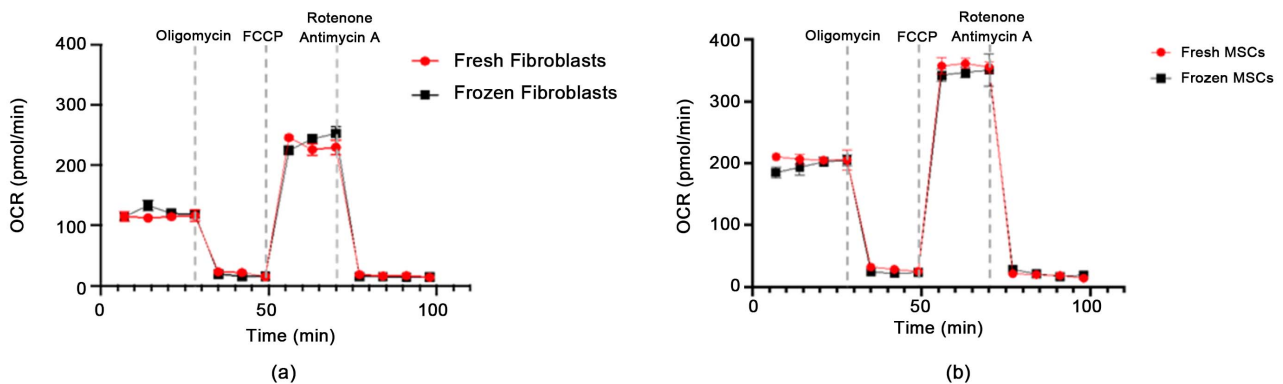 Rotenone
Oligomycin FCCP Antimycin A
400
300
200
100
0
OCR (pmol/min)
Fresh Fibroblasts
Frozen Fibroblasts
0 50 100
Time (min)
(a)
Rotenone
Oligomycin FCCP Antimycin A
400
300
200
100
0
OCR (pmol/min)
Fresh MSCs
Frozen MSCs
0 50 100
Time (min)
(b)